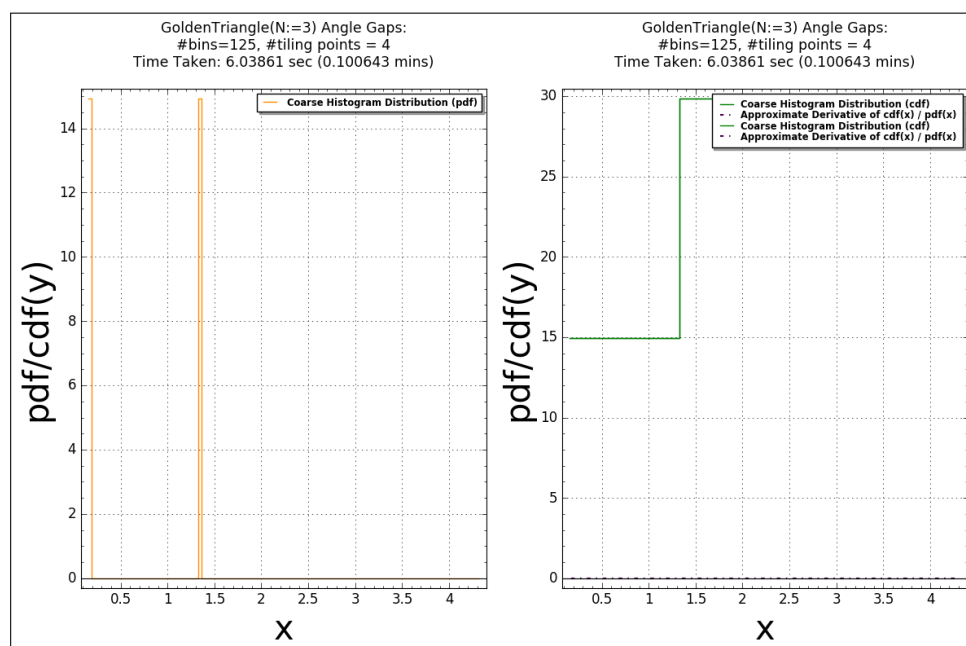 GoldenTriangle(N:=3) Angle Gaps:
#bins=125, #tiling points = 4
Time Taken: 6.03861 sec (0.100643 mins)
Coarse Histogram Distribution (pdf)
14
12
10
8
6
4
2
0
pdf/cdf(y)
0.5 1 1.5 2 2.5 3 3.5 4
x
GoldenTriangle(N:=3) Angle Gaps:
#bins=125, #tiling points = 4
Time Taken: 6.03861 sec (0.100643 mins)
Coarse Histogram Distribution (cdf)
Approximate Derivative of cdf(x) / pdf(x)
Coarse Histogram Distribution (cdf)
Approximate Derivative of cdf(x) / pdf(x)
30
25
20
15
10
5
0
pdf/cdf(y)
0.5 1 1.5 2 2.5 3 3.5 4
x